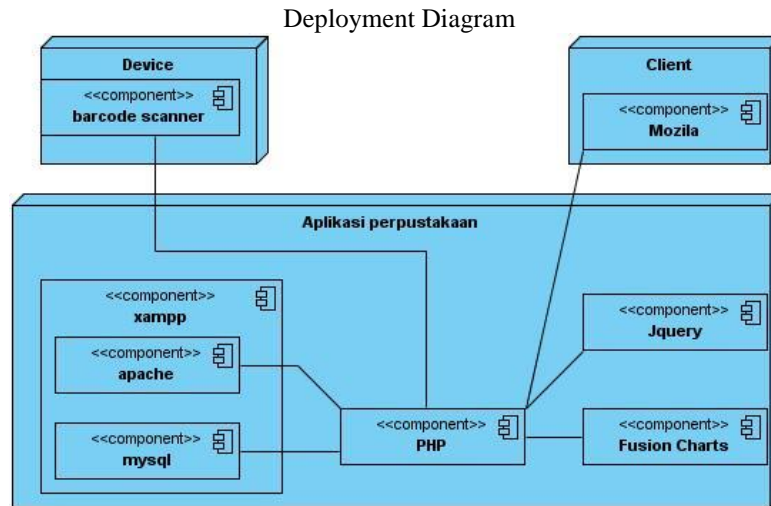 Deployment Diagram
Device
<<component>>
barcode scanner
Client
<<component>>
Mozila
Aplikasi perpustakaan
<<component>>
xampp
<<component>>
apache
<<component>>
mysql
<<component>>
PHP
<<component>>
Jquery
<<component>>
Fusion Charts